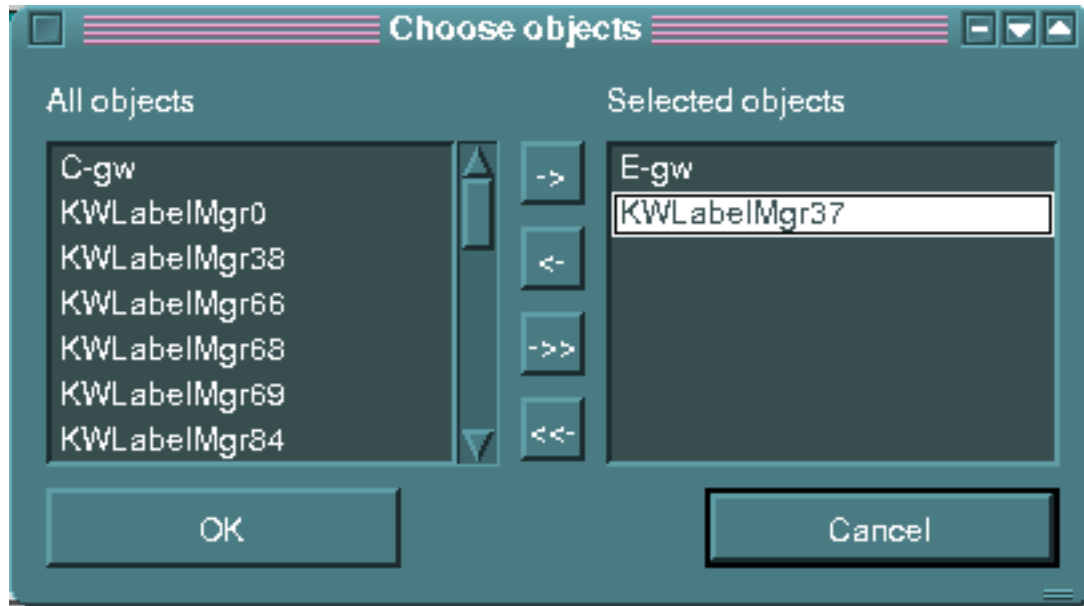 Choose objects
All objects
C-gw
KWLabelMgr0
KWLabelMgr38
KWLabelMgr66
KWLabelMgr68
KWLabelMgr69
KWLabelMgr84
->
<-
->>
<<-
Selected objects
E-gw
KWLabelMgr37
OK
Cancel